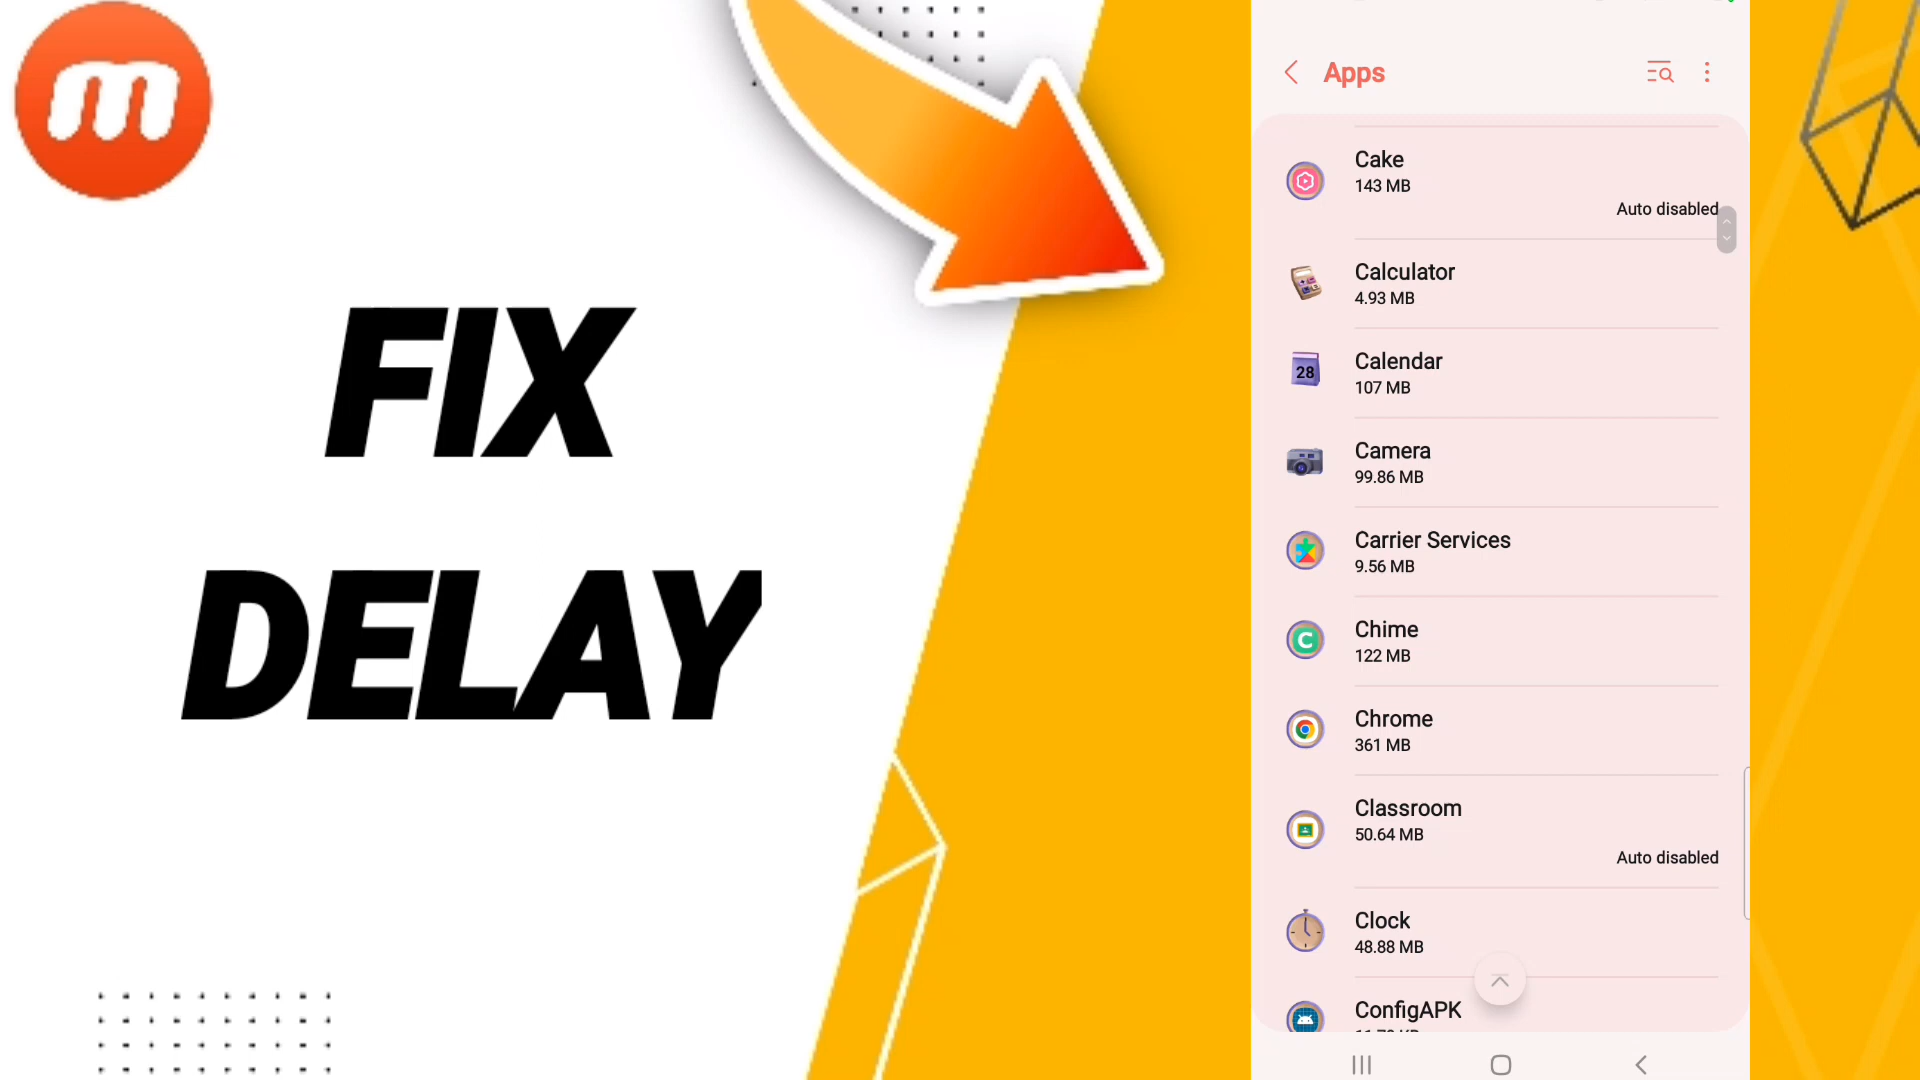 m
FIX
DELAY
Apps
Cake
143 MB
Auto disabled
Calculator
4.93 MB
28
Calendar
107 MB
Camera
99.86 MB
Carrier Services
9.56 MB
C
Chime
122 MB
Chrome
361 MB
Classroom
50.64 MB
Auto disabled
Clock
48.88 MB
ConfigAPK